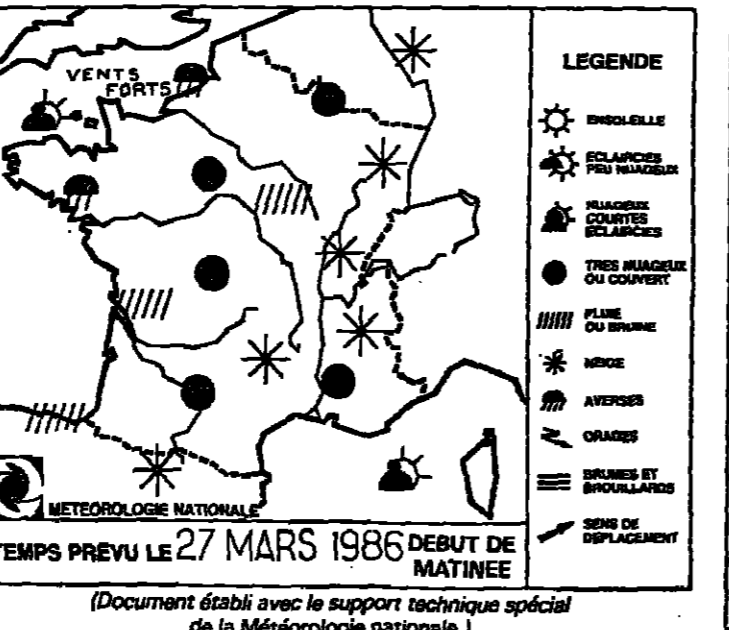 VENTS
FORTS
METEOROLOGIE NATIONALE
TEMPS PREVU LE 27 MARS 1986 DEBUT DE
MATINEE
LEGENDE
ENSOLEILLE
ECLAIRCIES
PEU NUAGEUX
NUAGEUX
COURTES
ECLAIRCIES
TRES NUAGEUX
OU COUVERT
PLUIE
OU BRUINE
NEIGE
AVERSES
ORAGES
BRUMES ET
BROUILLARDS
SENS DE
DEPLACEMENT
(Document établi avec le support technique spécial
de la Météorologie nationale.)